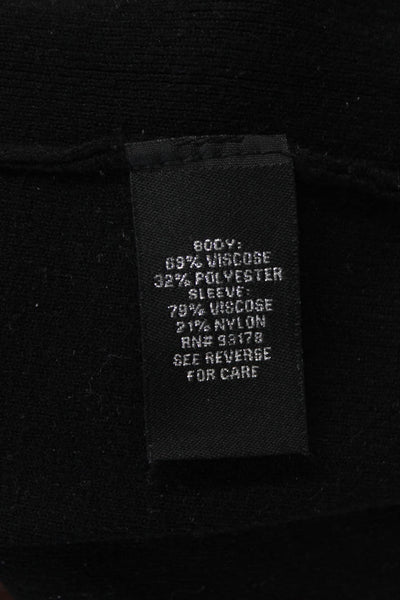 BODY:
69% VISCOSE
32% POLYESTER
SLEEVE:
79% VISCOSE
21% NYLON
RN# 93178
SEE REVERSE
FOR CARE